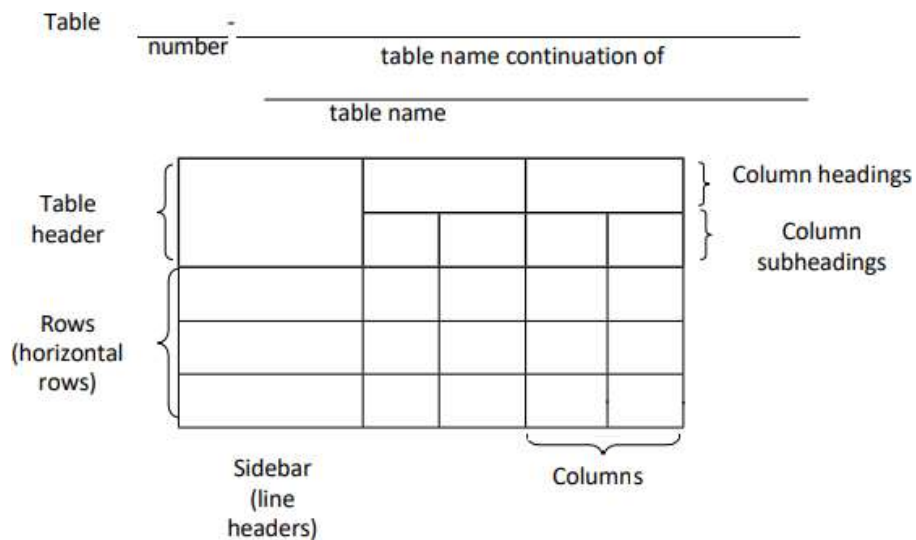 Table
-
number
table name continuation of
table name
Column headings
Table
header
Column
subheadings
Rows
(horizontal
rows)
Sidebar
(line
headers)
Columns